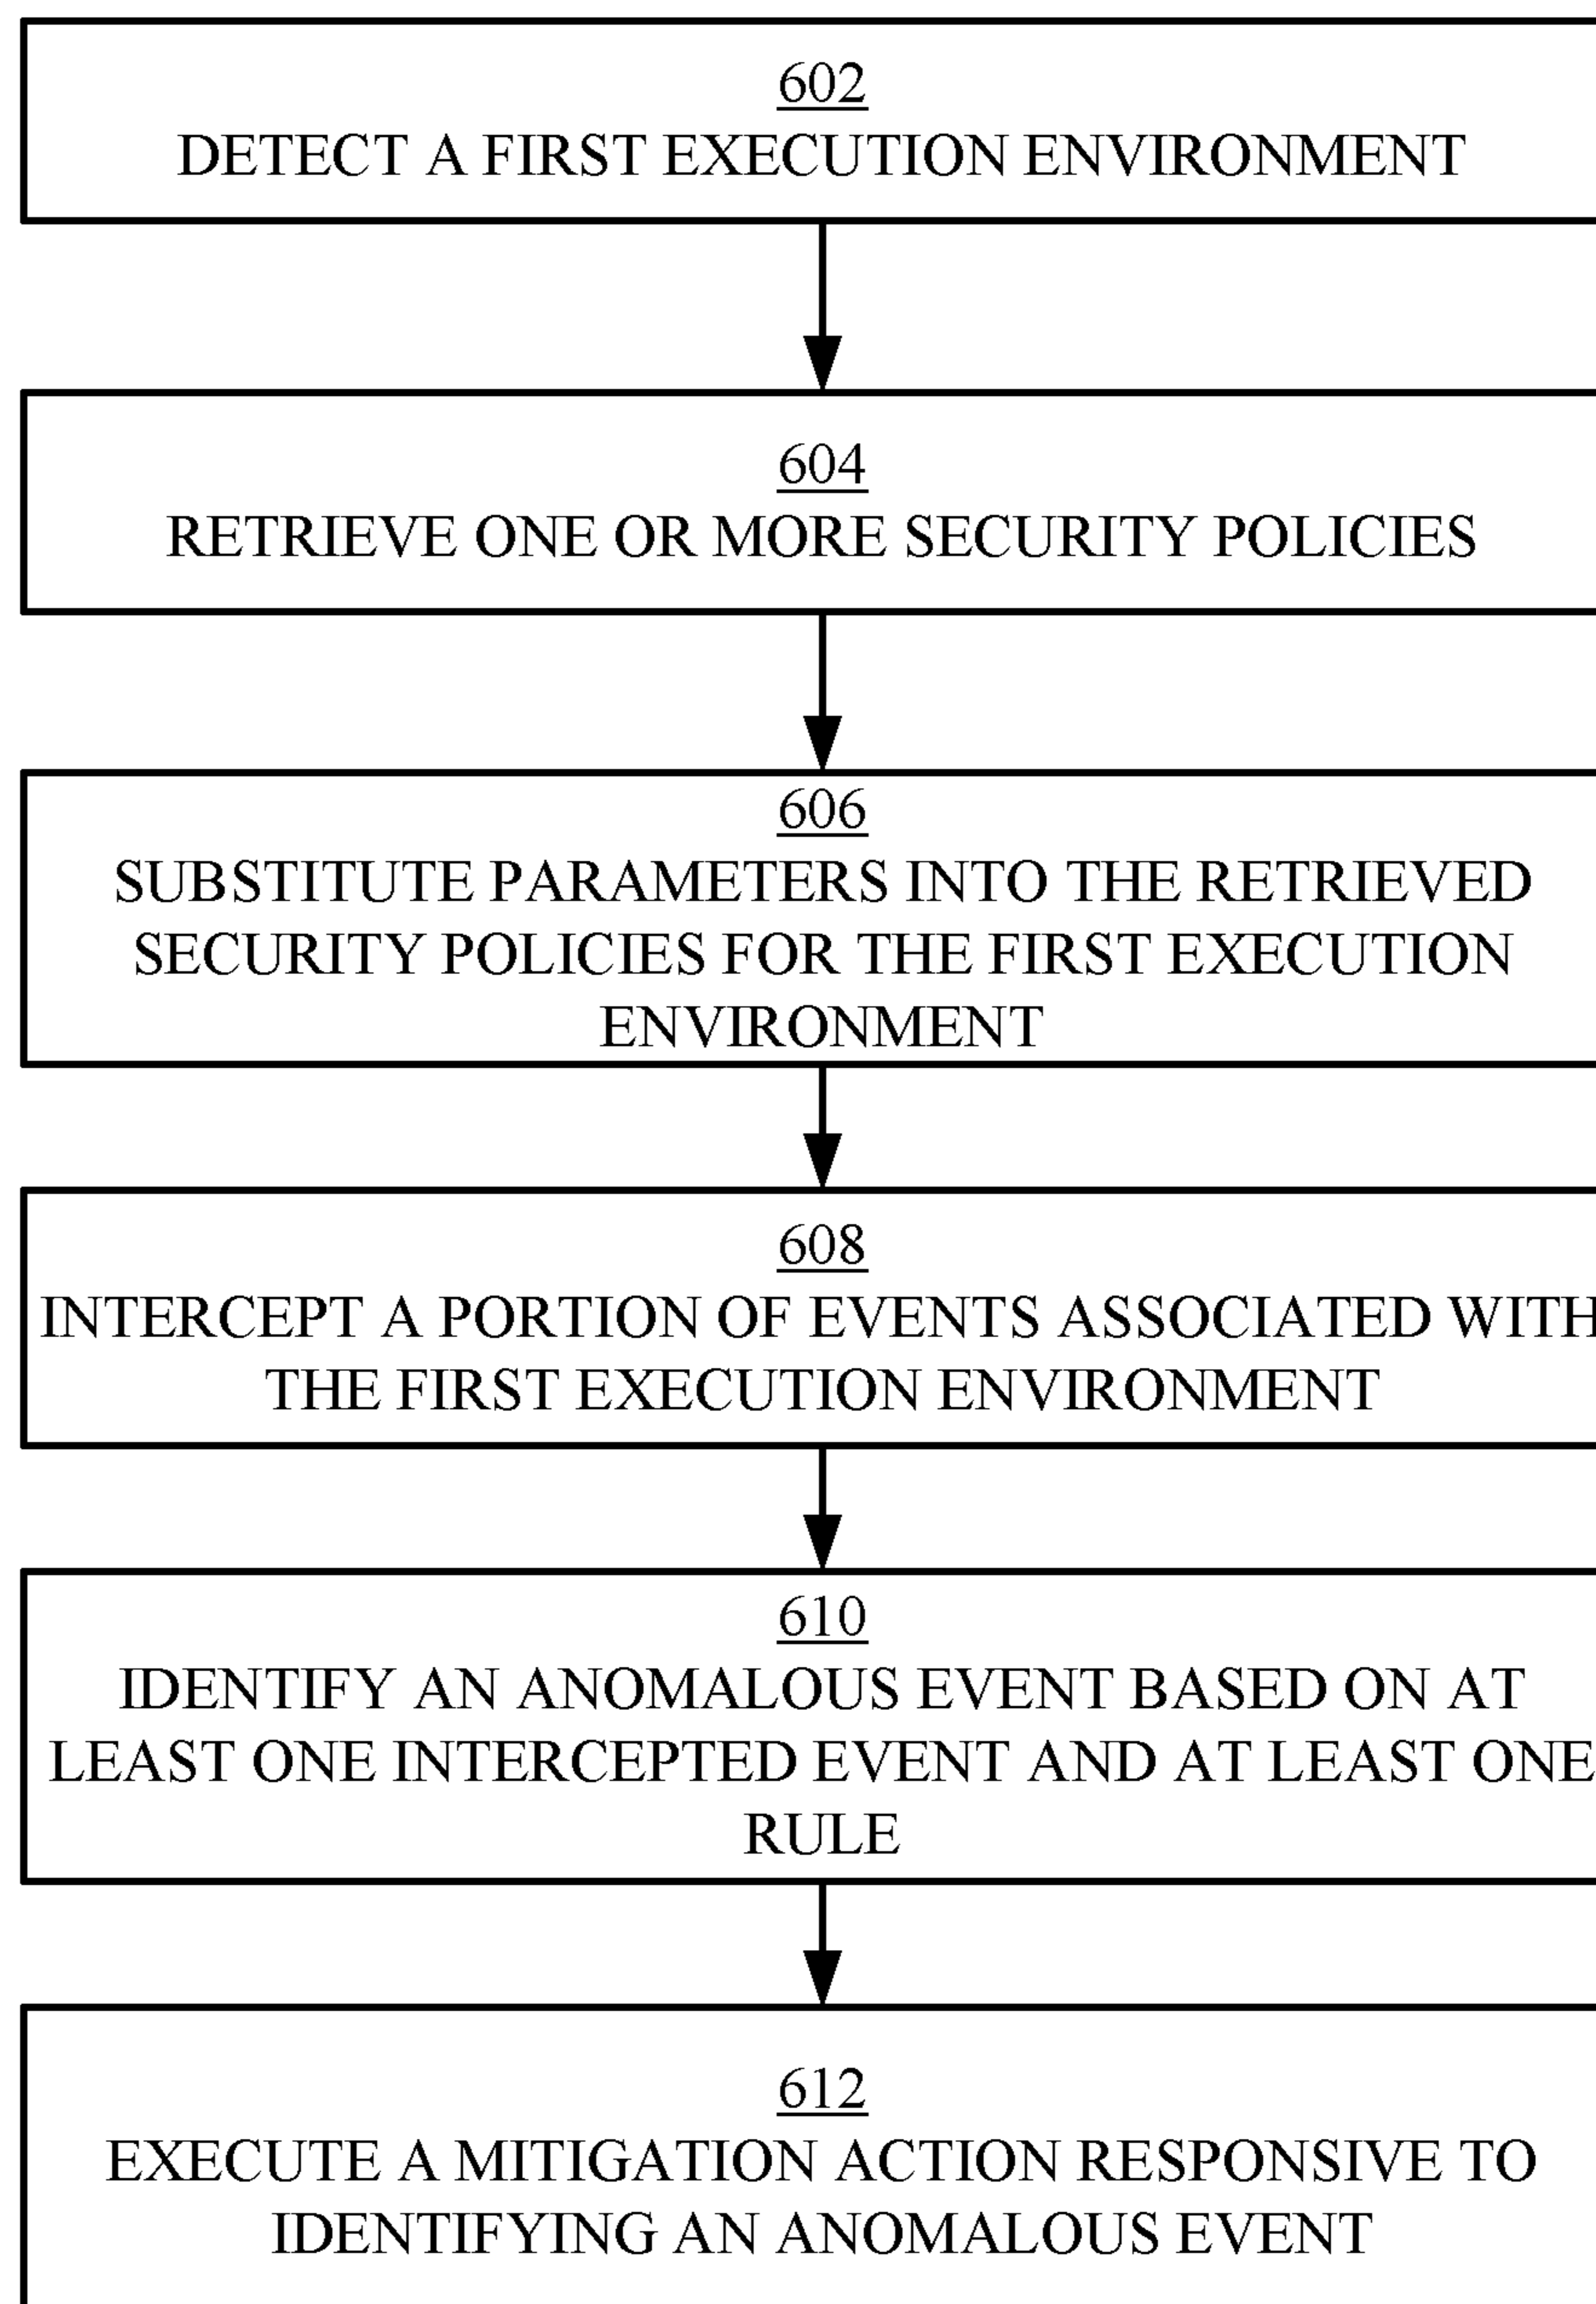 602
DETECT A FIRST EXECUTION ENVIRONMENT
604
RETRIEVE ONE OR MORE SECURITY POLICIES
606
SUBSTITUTE PARAMETERS INTO THE RETRIEVED
SECURITY POLICIES FOR THE FIRST EXECUTION
ENVIRONMENT
608
INTERCEPT A PORTION OF EVENTS ASSOCIATED WITH
THE FIRST EXECUTION ENVIRONMENT
610
IDENTIFY AN ANOMALOUS EVENT BASED ON AT
LEAST ONE INTERCEPTED EVENT AND AT LEAST ONE
RULE
612
EXECUTE A MITIGATION ACTION RESPONSIVE TO
IDENTIFYING AN ANOMALOUS EVENT